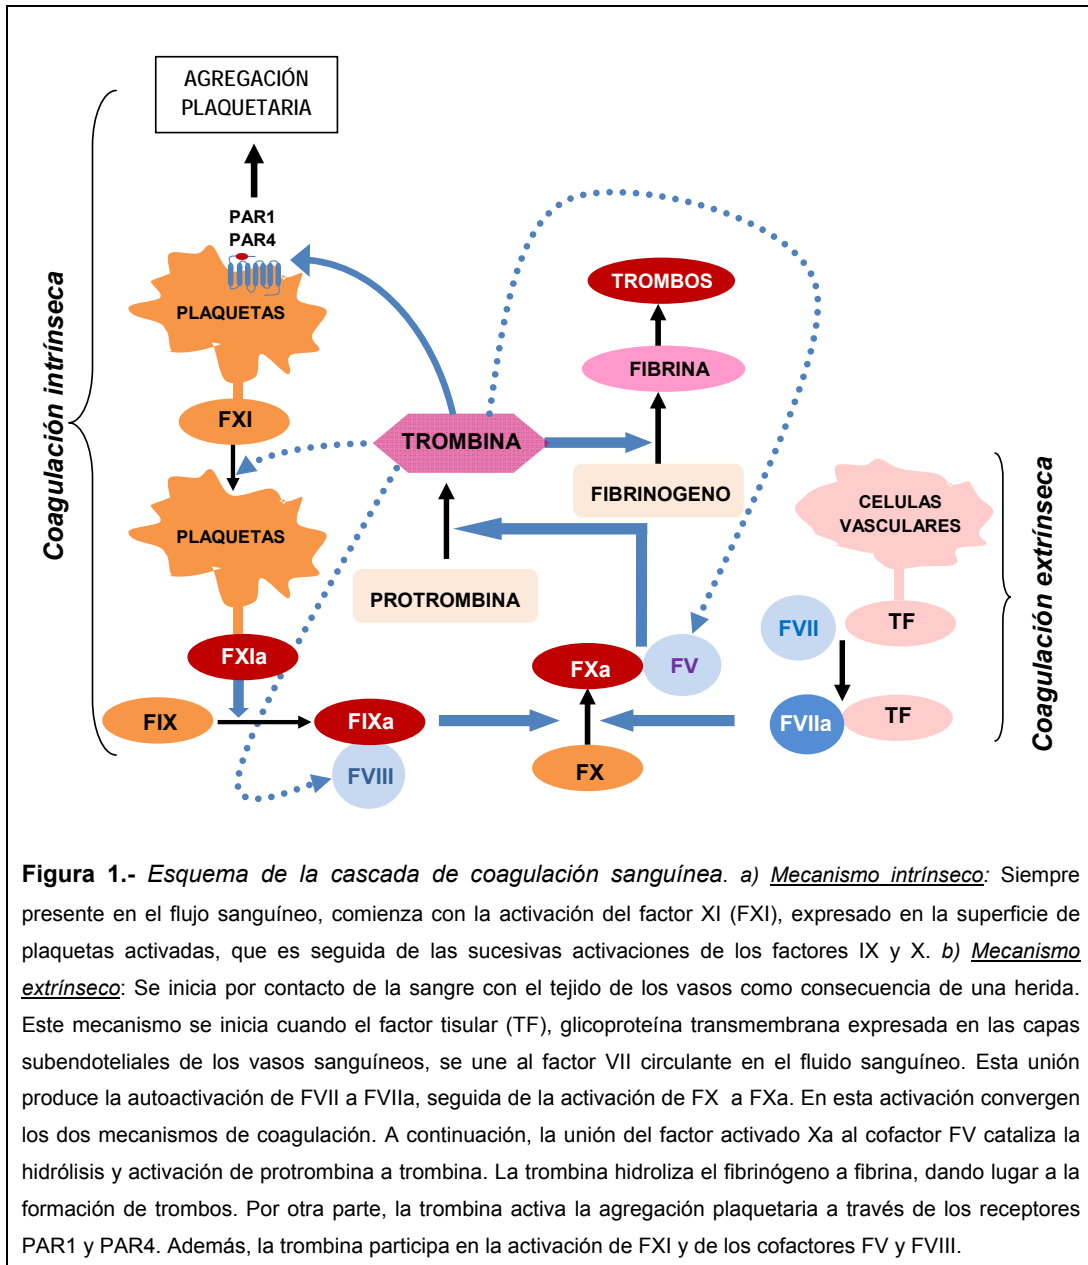 AGREGACIÓN
PLAQUETARIA
PAR1
PAR4
PLAQUETAS
FXI
PLAQUETAS
FXIa
FIX
FIXa
FVIII
Coagulación intrínseca
TROMBOS
FIBRINA
TROMBINA
FIBRINOGENO
PROTROMBINA
FXa
FV
FX
CELULAS
VASCULARES
FVII
TF
FVIIa
TF
Coagulación extrínseca
Figura 1.- Esquema de la cascada de coagulación sanguínea. a) Mecanismo intrínseco: Siempre
presente en el flujo sanguíneo, comienza con la activación del factor XI (FXI), expresado en la superficie de
plaquetas activadas, que es seguida de las sucesivas activaciones de los factores IX y X. b) Mecanismo
extrínseco: Se inicia por contacto de la sangre con el tejido de los vasos como consecuencia de una herida.
Este mecanismo se inicia cuando el factor tisular (TF), glicoproteína transmembrana expresada en las capas
subendoteliales de los vasos sanguíneos, se une al factor VII circulante en el fluido sanguíneo. Esta unión
produce la autoactivación de FVII a FVIIa, seguida de la activación de FX a FXa. En esta activación convergen
los dos mecanismos de coagulación. A continuación, la unión del factor activado Xa al cofactor FV cataliza la
hidrólisis y activación de protrombina a trombina. La trombina hidroliza el fibrinógeno a fibrina, dando lugar a la
formación de trombos. Por otra parte, la trombina activa la agregación plaquetaria a través de los receptores
PAR1 y PAR4. Además, la trombina participa en la activación de FXI y de los cofactores FV y FVIII.